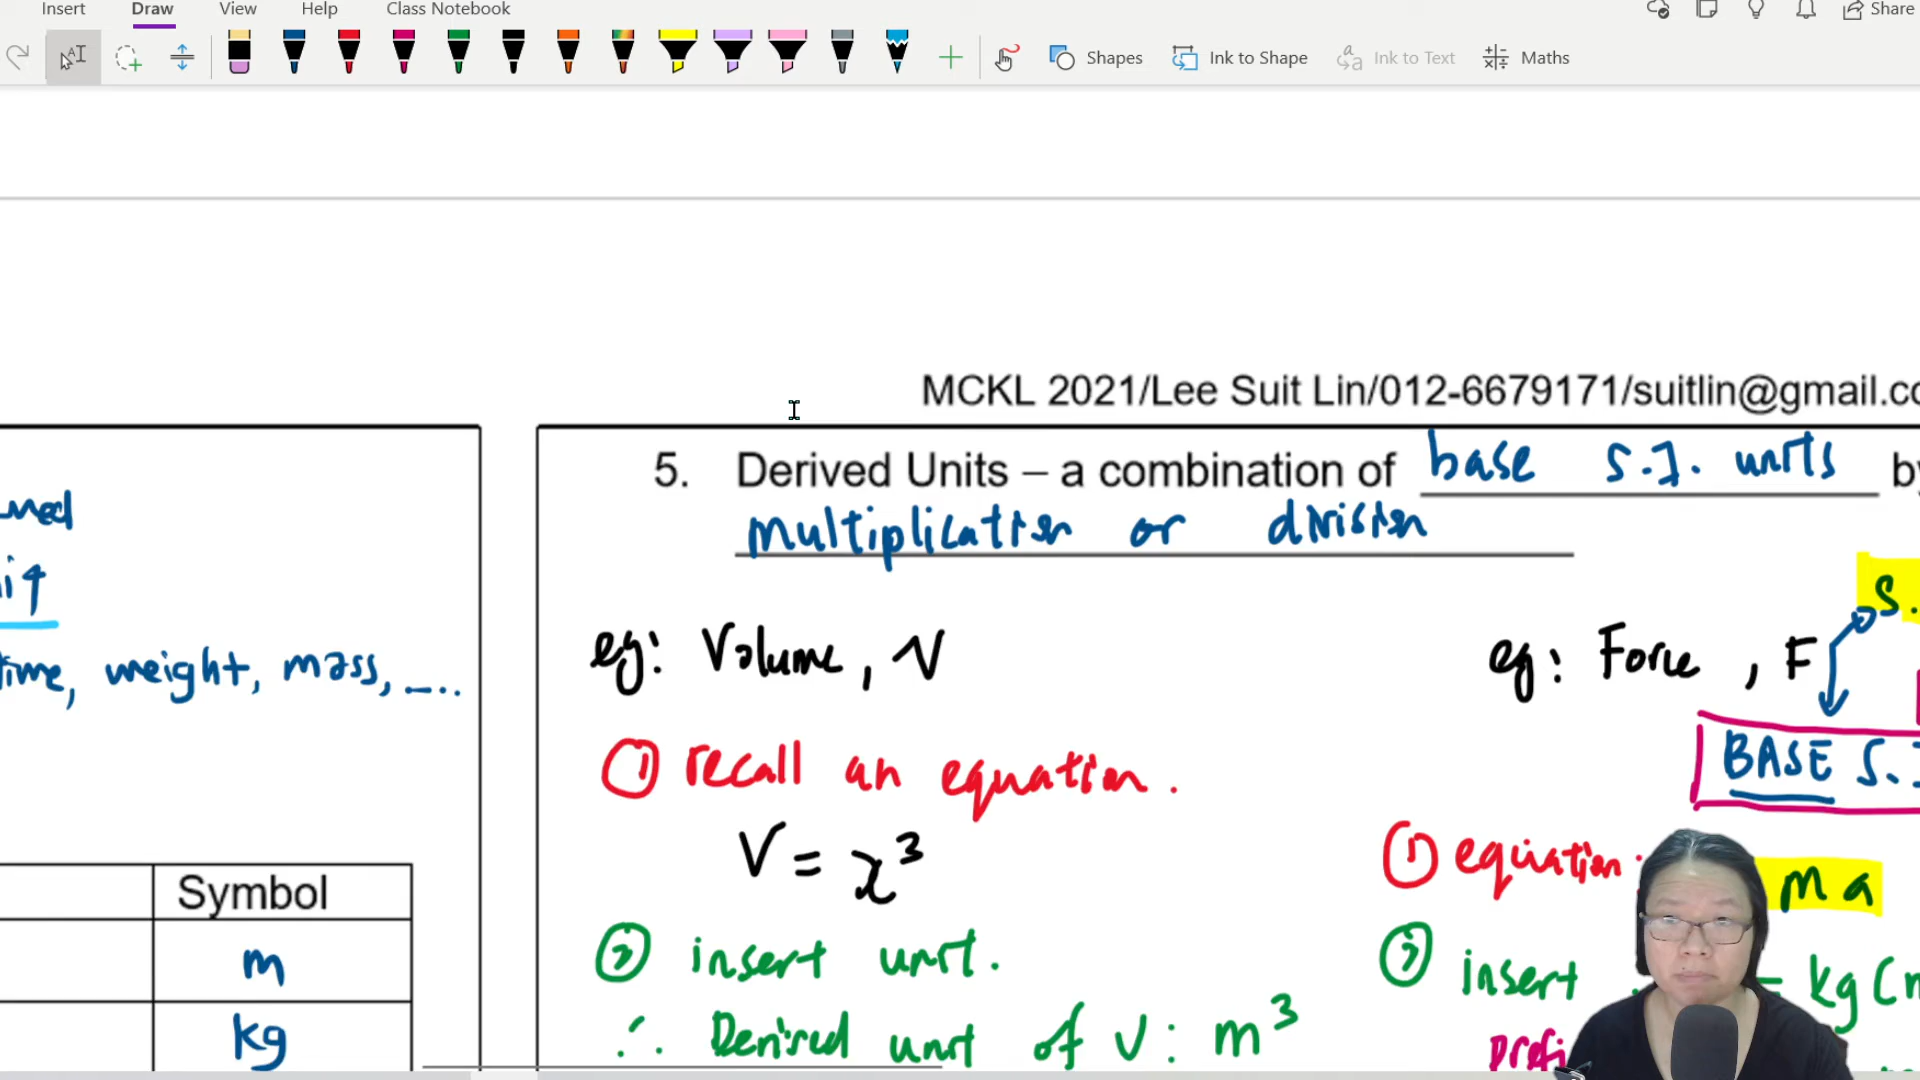 Insert Draw View Help Class Notebook Share
Shapes Ink to Shape Ink to Text Maths
MCKL 2021/Lee Suit Lin/012-6679171/suitlin@gmail.co
5. Derived Units – a combination of base S.I. units by
multiplication or division
time, weight, mass, ....
eg: Volume, V
eg: Force, F
S.
① recall an equation.
BASE S.I
V = x³
① equation: ma
Symbol
m
kg
② insert unit.
② insert = kg (m
∴ Derived unit of V: m³
prefi